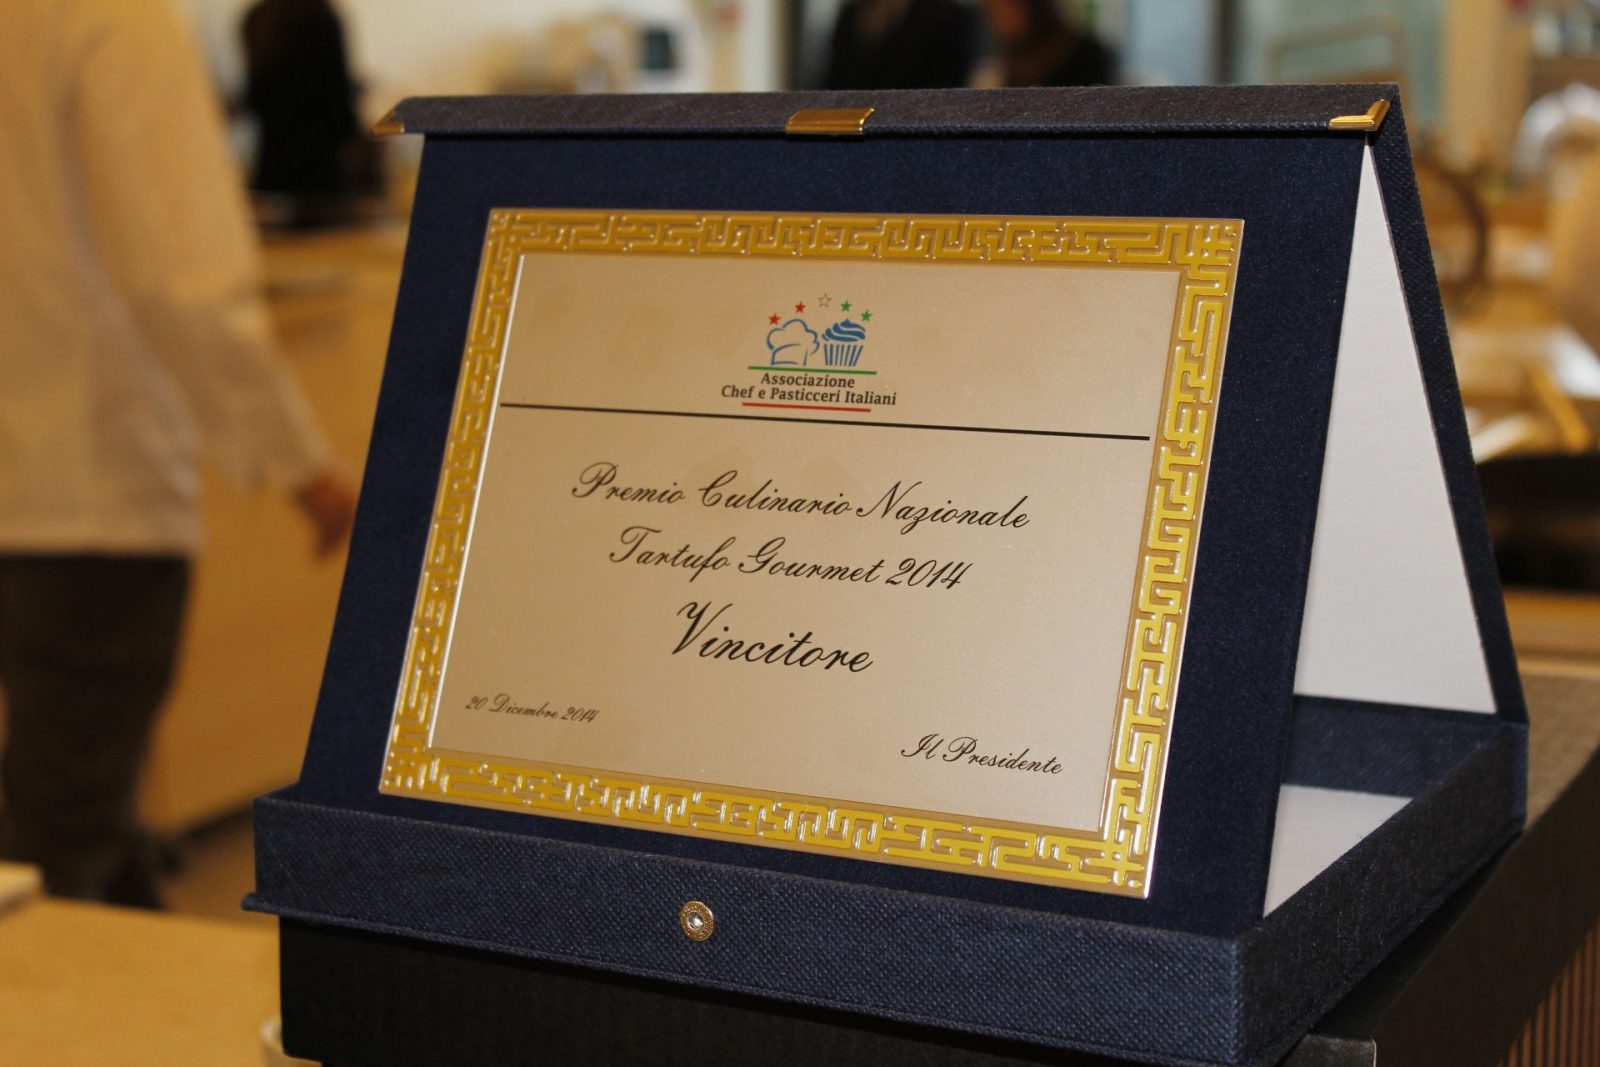 Associazione
Chef e Pasticceri Italiani
Premio Culinario Nazionale
Tartufo Gourmet 2014
Vincitore
20 Dicembre 2014
Il Presidente